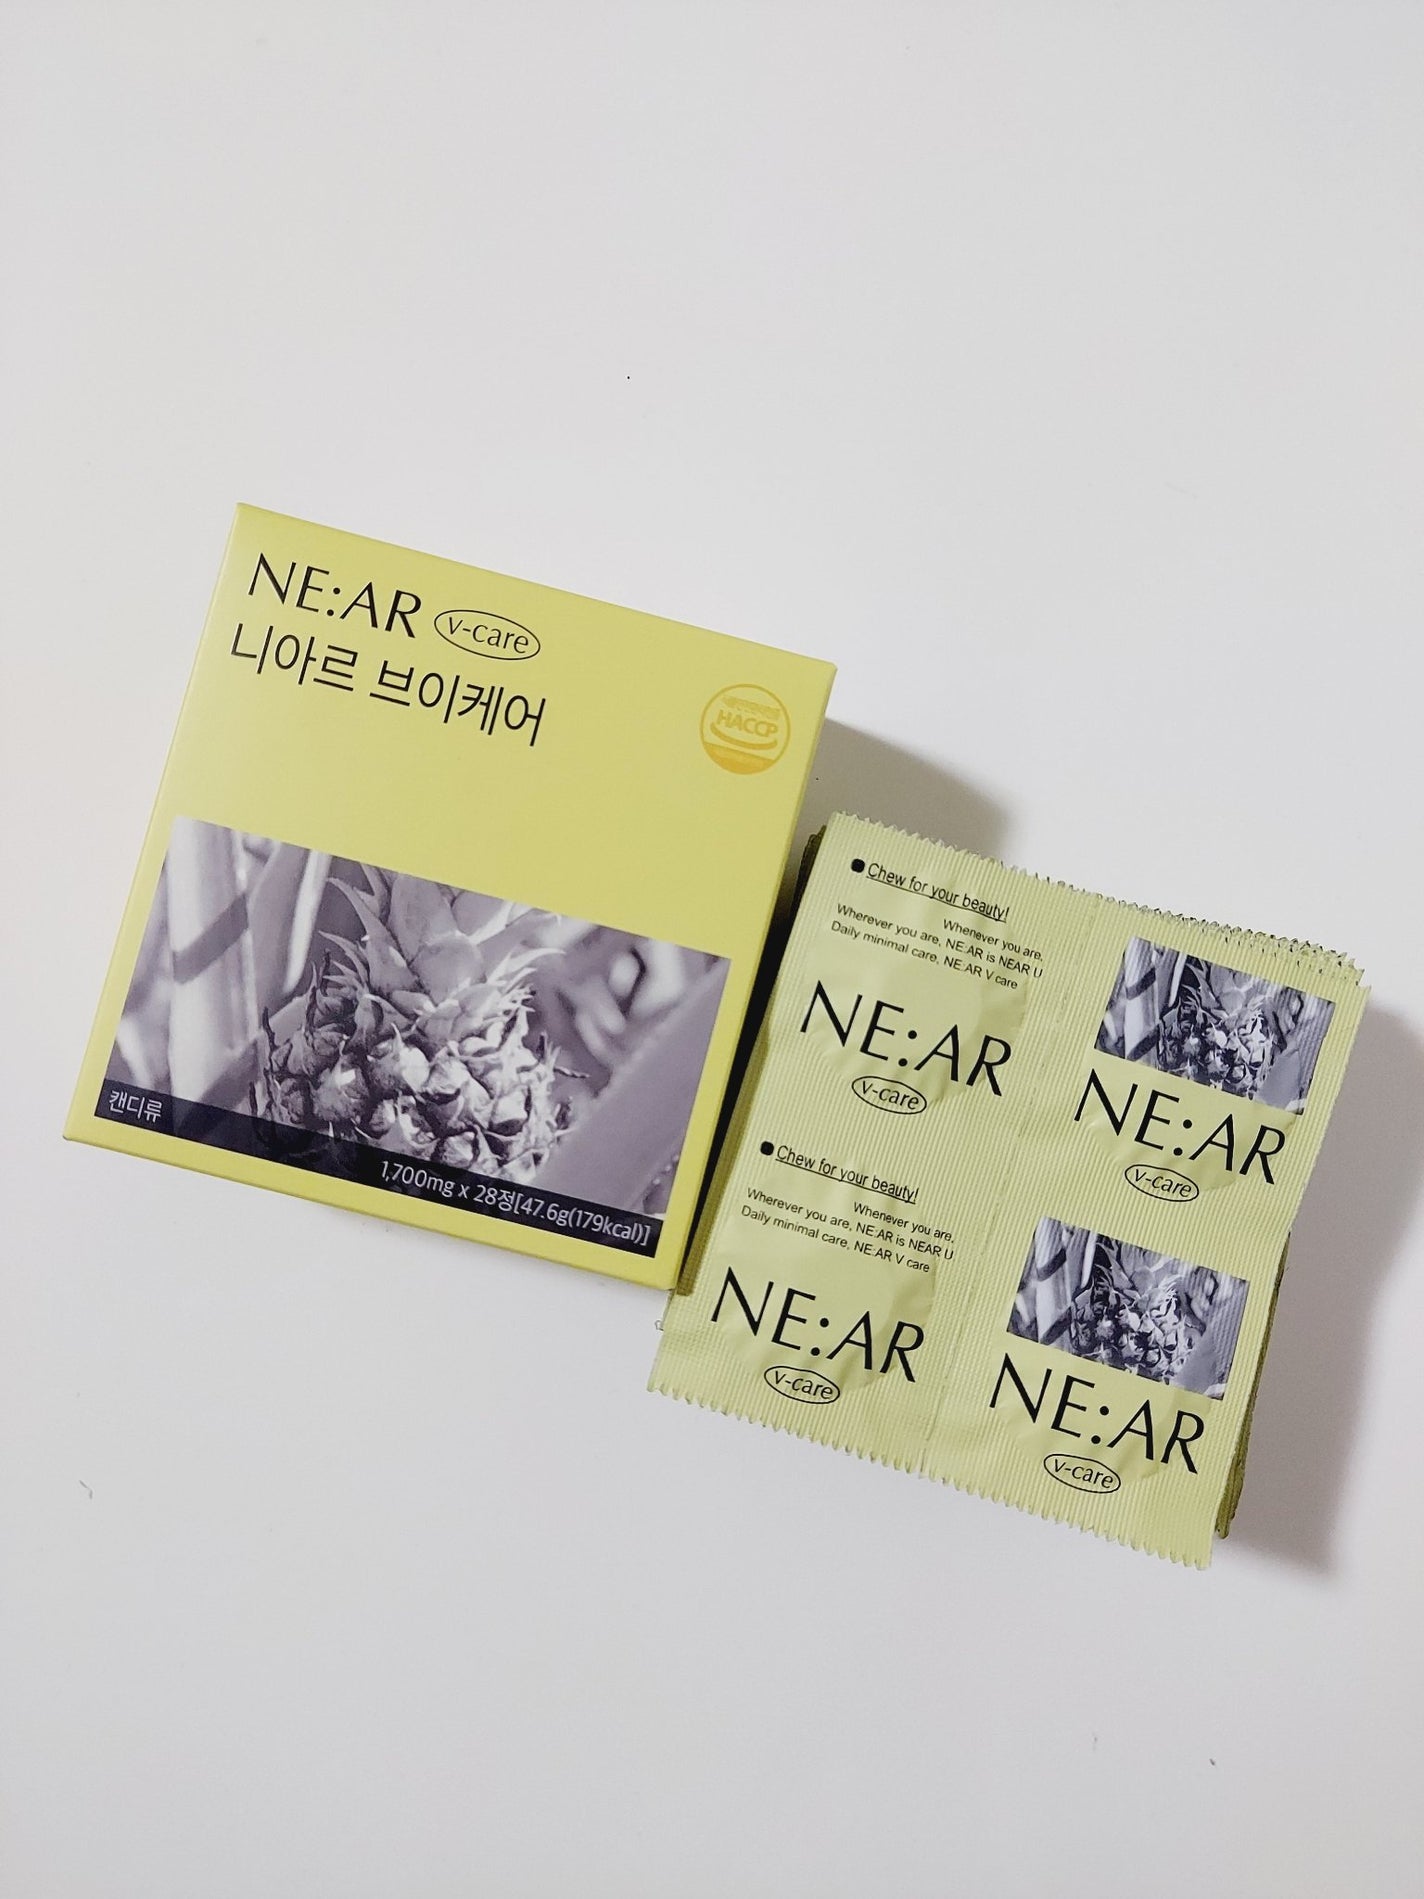 NE:AR v-care
니아르 브이케어
HACCP
캔디류
1,700mg x 28정[47.6g(179kcal)]
Chew for your beauty!
Whenever you are,
Wherever you are, NE:AR is NEAR U
Daily minimal care, NE:AR V care
NE:AR
v-care
NE:AR
v-care
Chew for your beauty!
Whenever you are,
Wherever you are, NE:AR is NEAR U
Daily minimal care, NE:AR V care
NE:AR
v-care
NE:AR
v-care